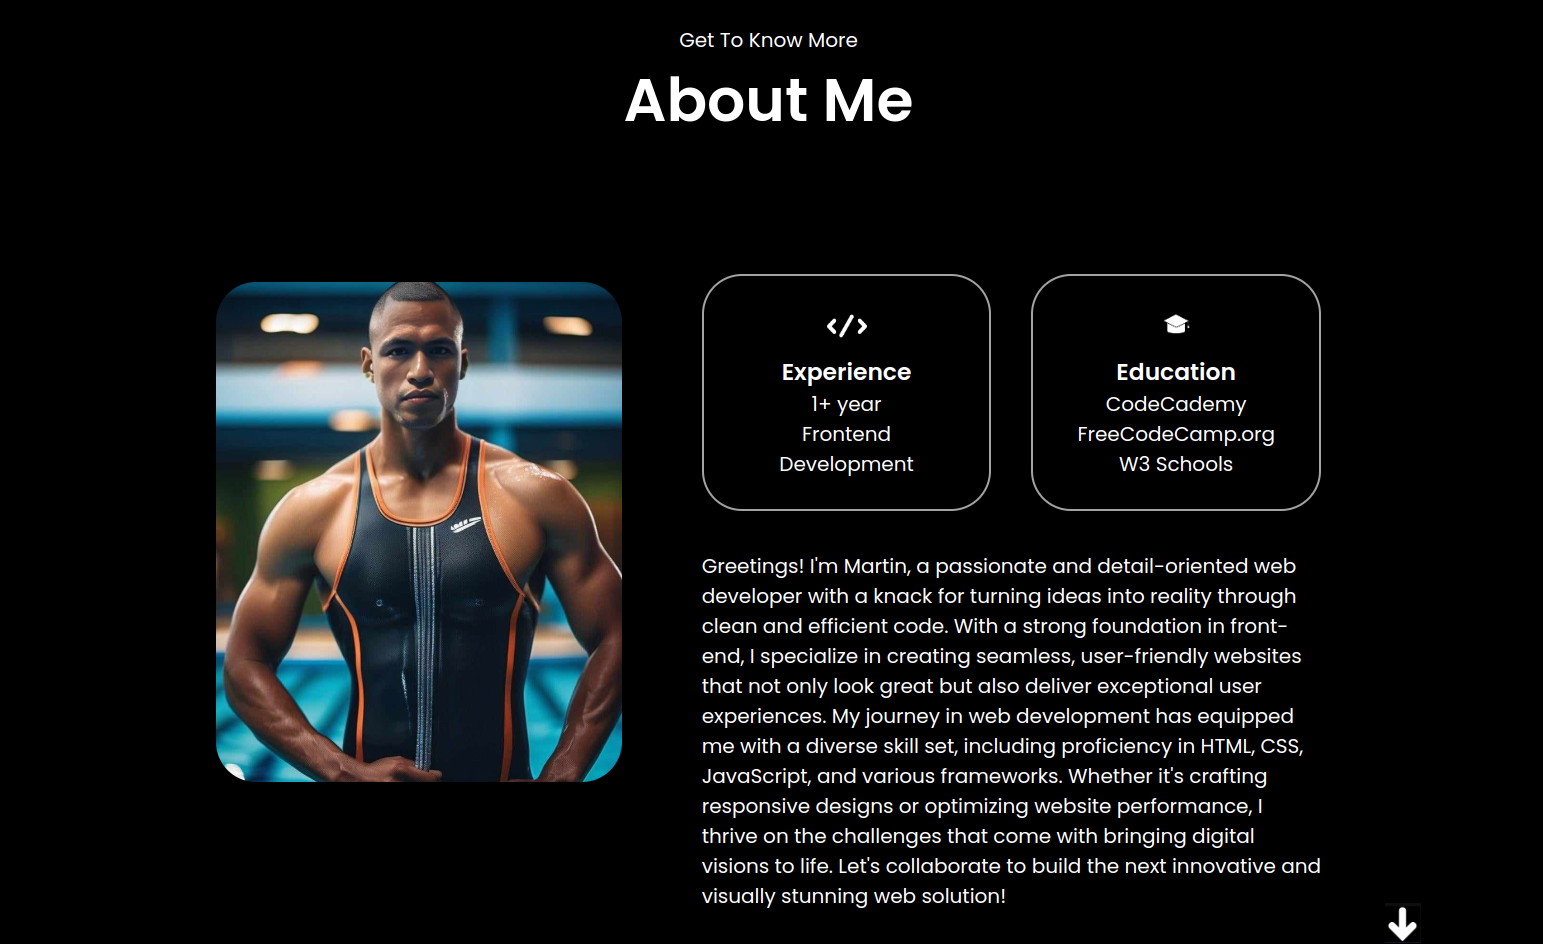 Get To Know More
About Me
Experience
1+ year
Frontend
Development
Education
CodeCademy
FreeCodeCamp.org
W3 Schools
Greetings! I'm Martin, a passionate and detail-oriented web
developer with a knack for turning ideas into reality through
clean and efficient code. With a strong foundation in front-
end, I specialize in creating seamless, user-friendly websites
that not only look great but also deliver exceptional user
experiences. My journey in web development has equipped
me with a diverse skill set, including proficiency in HTML, CSS,
JavaScript, and various frameworks. Whether it's crafting
responsive designs or optimizing website performance, I
thrive on the challenges that come with bringing digital
visions to life. Let's collaborate to build the next innovative and
visually stunning web solution!